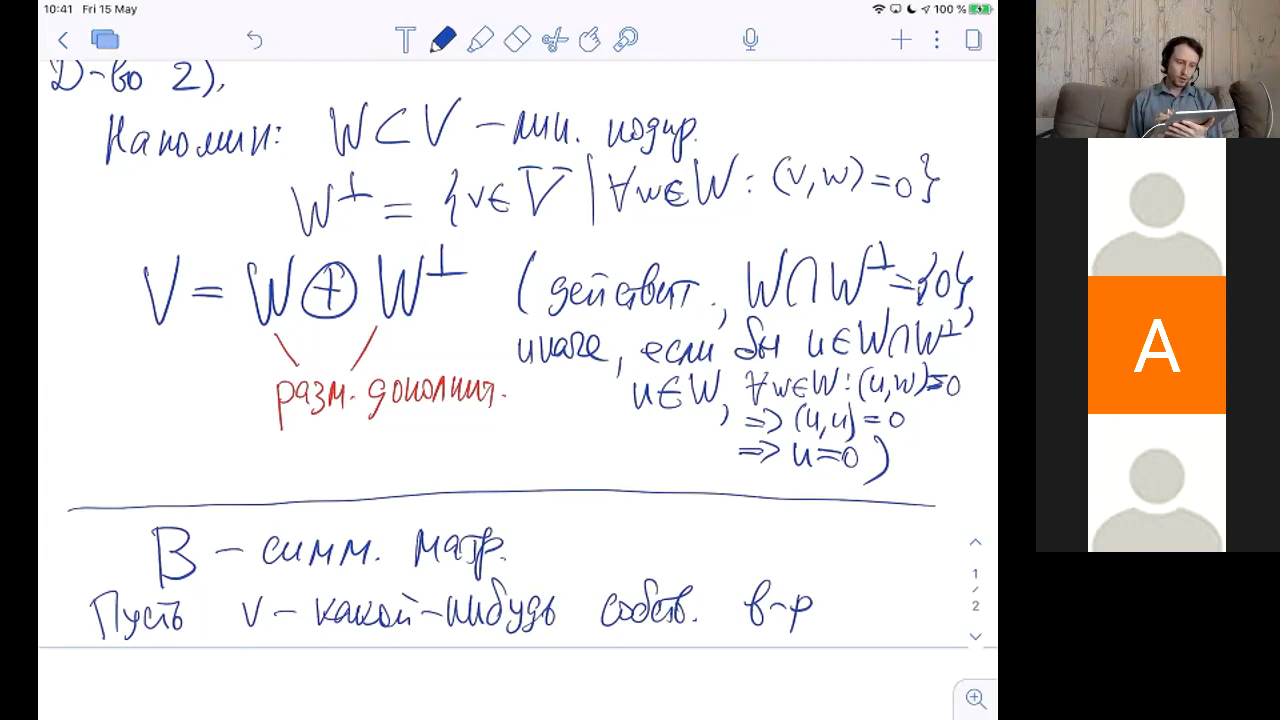 10:41 Fri 15 May
100 %
Д-во 2),
Напомин: W⊂V – лин. подпр.
W⊥ = {v∈V | ∀w∈W: (v,w)=0}
V = W ⊕ W⊥ (действит., W∩W⊥={0},
иначе, если бы u∈W∩W⊥
u∈W, ∀w∈W: (u,w)=0
разм. дополния.
=> (u,u)=0
=> u=0)
B – симм. матр.
Пусть v – какой-нибудь собств. в-р
1
/
2
A